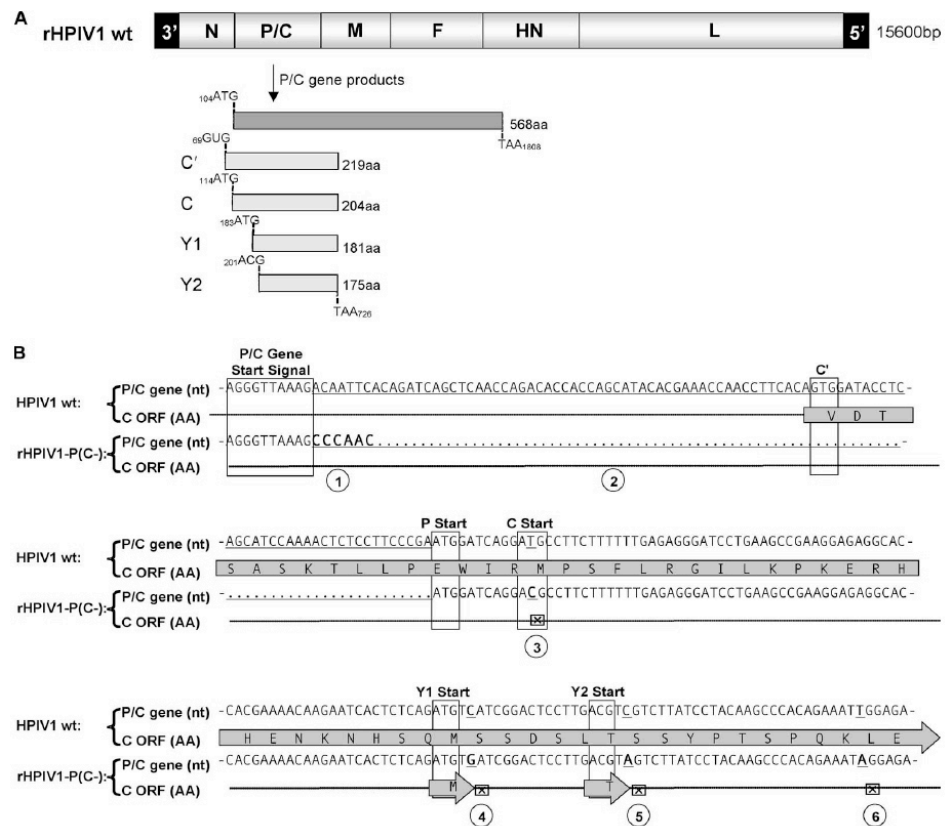 A
rHPIV1 wt 3' N P/C M F HN L 5' 15600bp
P/C gene products
104ATG
568aa
TAA1808
69GUG
C' 219aa
114ATG
C 204aa
183ATG
Y1 181aa
201ACG
Y2 175aa
TAA726
B
P/C Gene
Start Signal
C'
HPIV1 wt: P/C gene (nt) -AGGGTTAAAGACAATTCACAGATCAGCTCAACCAGACACCACCAGCATACACGAAACCAACCTTCACAGTGGATACCTC-
C ORF (AA) V D T
rHPIV1-P(C-): P/C gene (nt) -AGGGTTAAAGCCCAAC..........................................................-
C ORF (AA)
1 2
P Start C Start
HPIV1 wt: P/C gene (nt) -AGCATCCAAAACTCTCCTTCCCGAATGGATCAGGATGCCTTCTTTTTTGAGAGGGATCCTGAAGCCGAAGGAGAGGCAC-
C ORF (AA) S A S K T L L P E W I R M P S F L R G I L K P K E R H
rHPIV1-P(C-): P/C gene (nt) -........................ATGGATCAGGACGCCTTCTTTTTTGAGAGGGATCCTGAAGCCGAAGGAGAGGCAC-
C ORF (AA)
3
Y1 Start Y2 Start
HPIV1 wt: P/C gene (nt) -CACGAAAACAAGAATCACTCTCAGATGTCATCGGACTCCTTGACGTCGTCTTATCCTACAAGCCCACAGAAATTGGAGA-
C ORF (AA) H E N K N H S Q M S S D S L T S S Y P T S P Q K L E
rHPIV1-P(C-): P/C gene (nt) -CACGAAAACAAGAATCACTCTCAGATGTGATCGGACTCCTTGACGTAGTCTTATCCTACAAGCCCACAGAAATAGGAGA-
C ORF (AA) M T
4 5 6